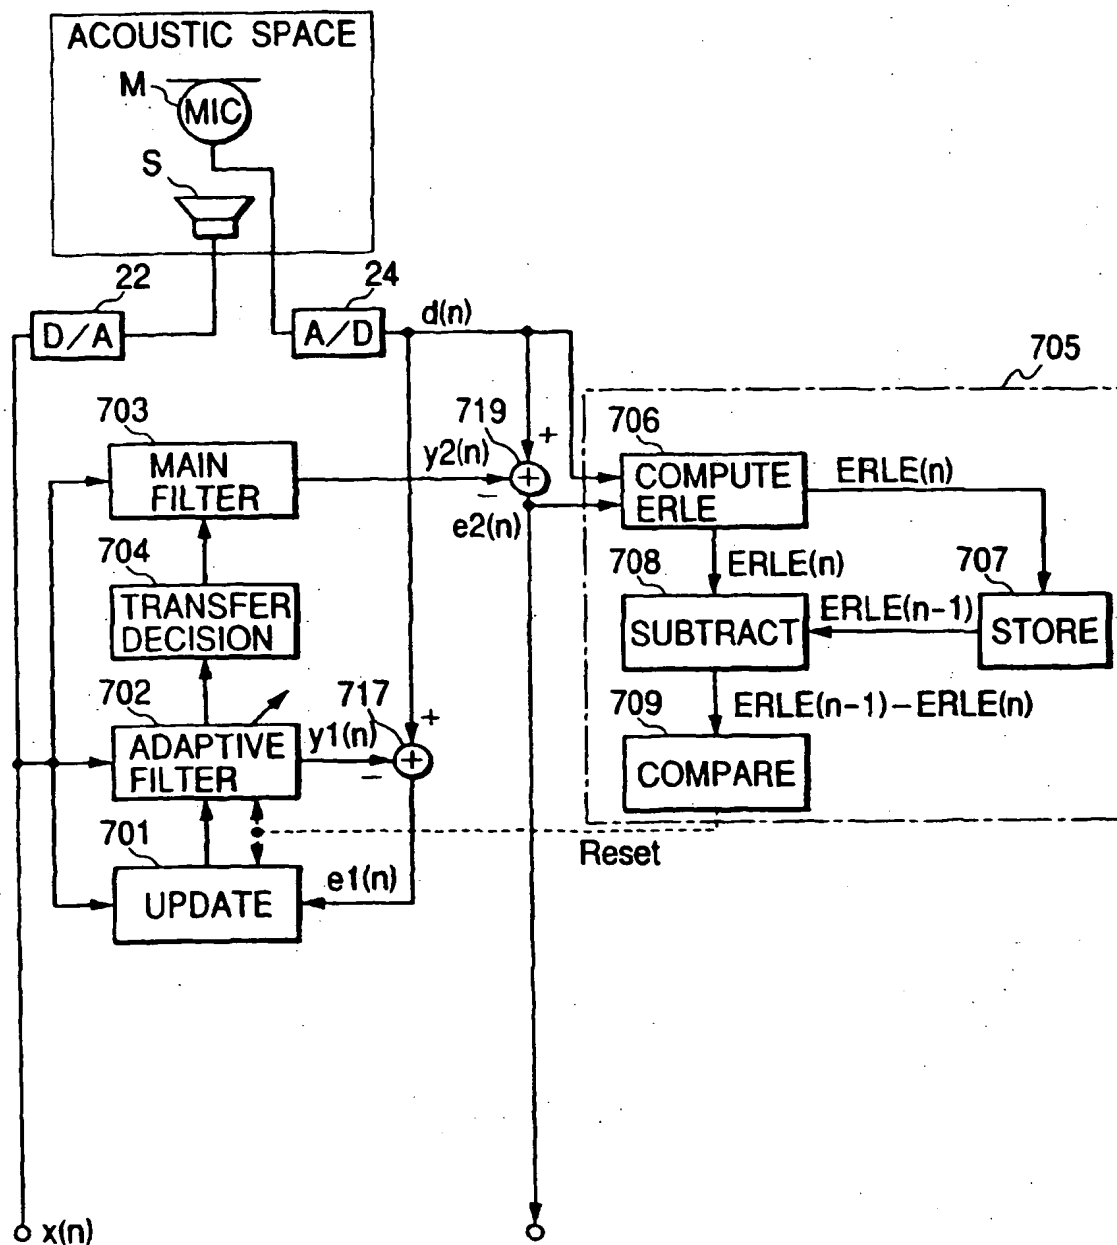 ACOUSTIC SPACE
M
MIC
S
22
24
D/A
A/D
d(n)
705
703
719
706
+
MAIN
FILTER
y2(n)
−
+
COMPUTE
ERLE
ERLE(n)
e2(n)
704
708
ERLE(n)
707
TRANSFER
DECISION
SUBTRACT
ERLE(n-1)
STORE
702
717
709
ERLE(n-1)−ERLE(n)
+
ADAPTIVE
FILTER
y1(n)
−
+
COMPARE
701
Reset
UPDATE
e1(n)
x(n)